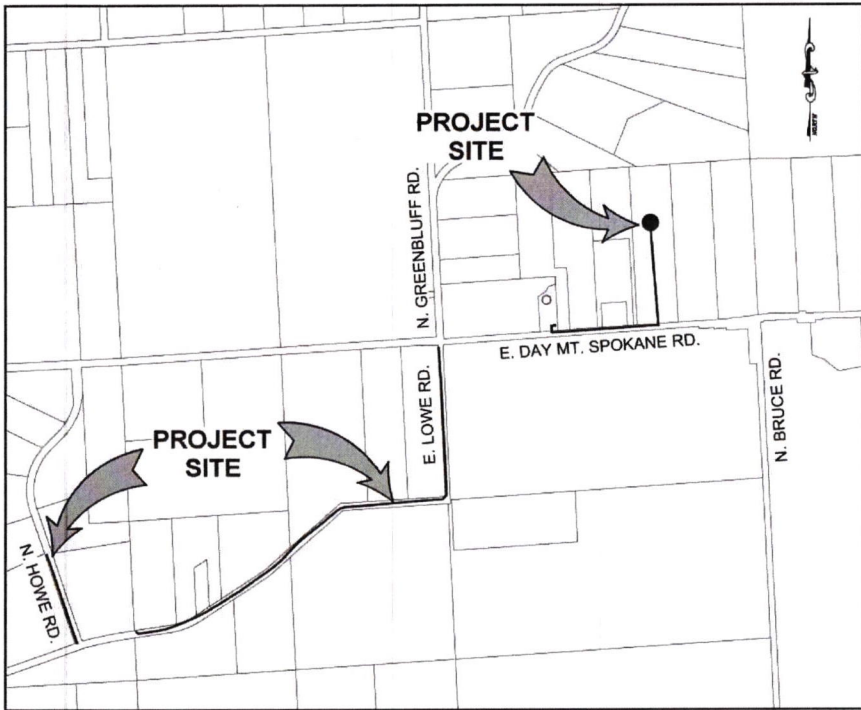 PROJECT
SITE
N. GREENBLUFF RD.
E. DAY MT. SPOKANE RD.
E. LOWE RD.
N. BRUCE RD.
PROJECT
SITE
N. HOWE RD.